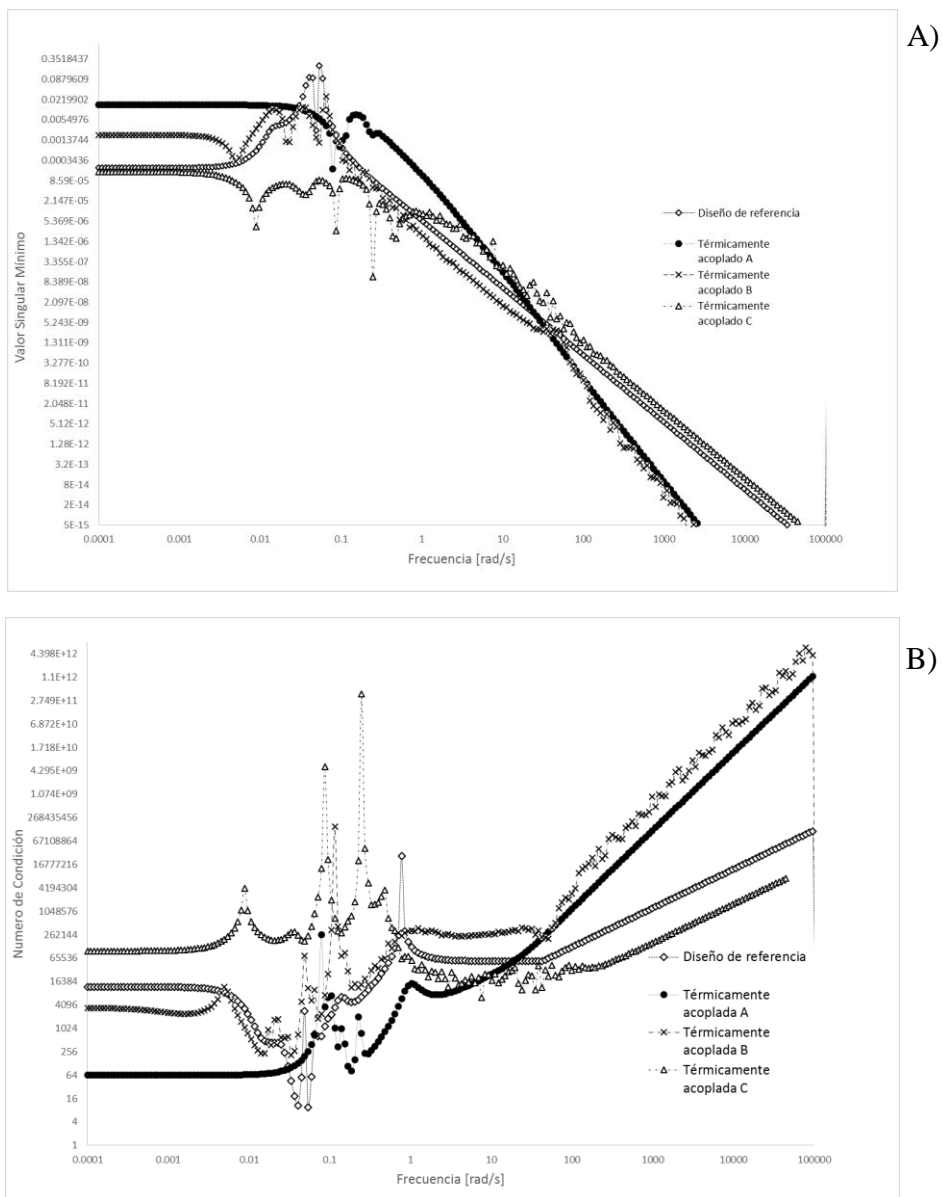 A)
0.3518437
0.0879609
0.0219902
0.0054976
0.0013744
0.0003436
8.59E-05
2.147E-05
5.369E-06
1.342E-06
3.355E-07
8.389E-08
2.097E-08
5.243E-09
1.311E-09
3.277E-10
8.192E-11
2.048E-11
5.12E-12
1.28E-12
3.2E-13
8E-14
2E-14
5E-15
Valor Singular Mínimo
Diseño de referencia
Térmicamente
acoplado A
Térmicamente
acoplado B
Térmicamente
acoplado C
0.0001 0.001 0.01 0.1 1 10 100 1000 10000 100000
Frecuencia [rad/s]
B)
4.398E+12
1.1E+12
2.749E+11
6.872E+10
1.718E+10
4.295E+09
1.074E+09
268435456
67108864
16777216
4194304
1048576
262144
65536
16384
4096
1024
256
64
16
4
1
Numero de Condición
Diseño de referencia
Térmicamente
acoplada A
Térmicamente
acoplada B
Térmicamente
acoplada C
0.0001 0.001 0.01 0.1 1 10 100 1000 10000 100000
Frecuencia [rad/s]